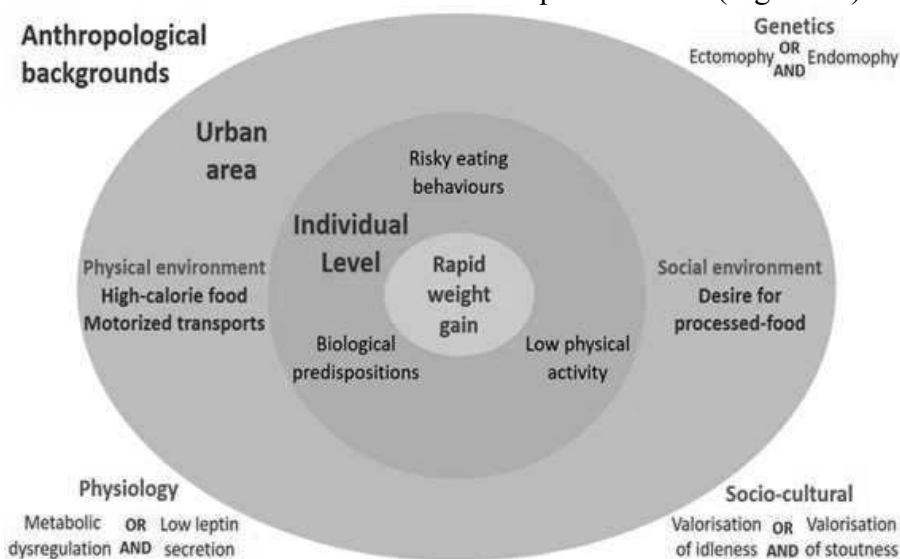 Anthropological
backgrounds
Genetics
Ectomophy OR AND Endomophy
Urban
area
Risky eating
behaviours
Individual
Level
Rapid
weight
gain
Physical environment
High-calorie food
Motorized transports
Social environment
Desire for
processed-food
Biological
predispositions
Low physical
activity
Physiology
Metabolic OR Low leptin
dysregulation AND secretion
Socio-cultural
Valorisation OR Valorisation
of idleness AND of stoutness